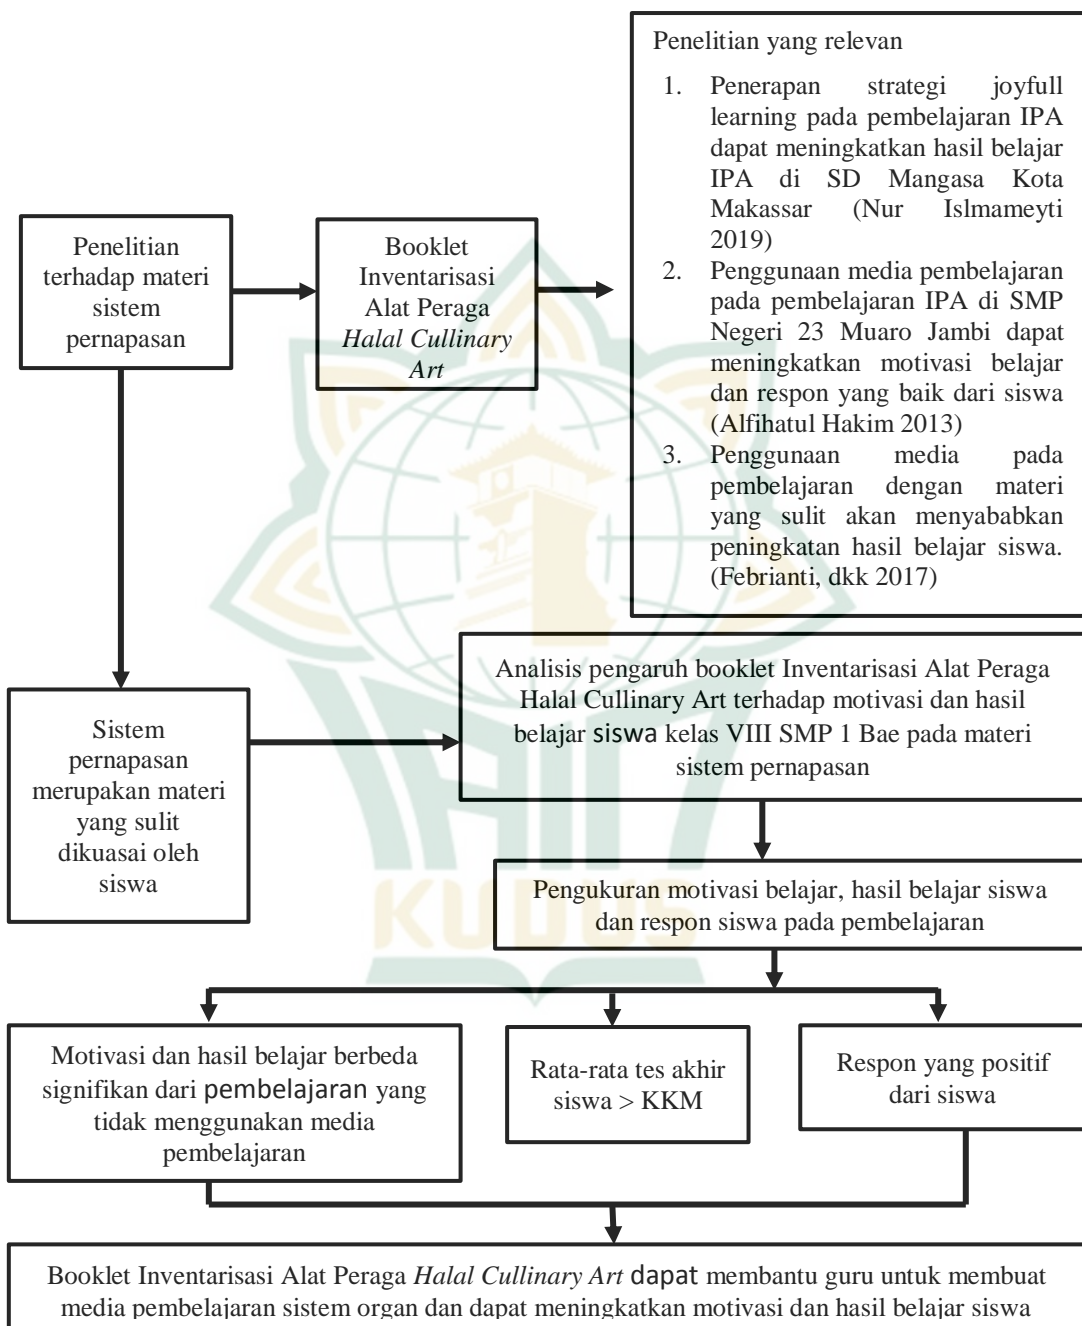 Penelitian terhadap materi
sistem
pernapasan
Booklet
Inventarisasi
Alat Peraga
Halal Cullinary
Art
Penelitian yang relevan
1. Penerapan strategi joyfull
learning pada pembelajaran IPA
dapat meningkatkan hasil belajar
IPA di SD Mangasa Kota
Makassar (Nur Islmameyti
2019)
2. Penggunaan media pembelajaran
pada pembelajaran IPA di SMP
Negeri 23 Muaro Jambi dapat
meningkatkan motivasi belajar
dan respon yang baik dari siswa
(Alfihatul Hakim 2013)
3. Penggunaan media pada
pembelajaran dengan materi
yang sulit akan menyababkan
peningkatan hasil belajar siswa.
(Febrianti, dkk 2017)
Sistem
pernapasan
merupakan materi
yang sulit
dikuasai oleh
siswa
Analisis pengaruh booklet Inventarisasi Alat Peraga
Halal Cullinary Art terhadap motivasi dan hasil
belajar siswa kelas VIII SMP 1 Bae pada materi
sistem pernapasan
Pengukuran motivasi belajar, hasil belajar siswa
dan respon siswa pada pembelajaran
Motivasi dan hasil belajar berbeda
signifikan dari pembelajaran yang
tidak menggunakan media
pembelajaran
Rata-rata tes akhir
siswa > KKM
Respon yang positif
dari siswa
Booklet Inventarisasi Alat Peraga Halal Cullinary Art dapat membantu guru untuk membuat
media pembelajaran sistem organ dan dapat meningkatkan motivasi dan hasil belajar siswa
KUDUS